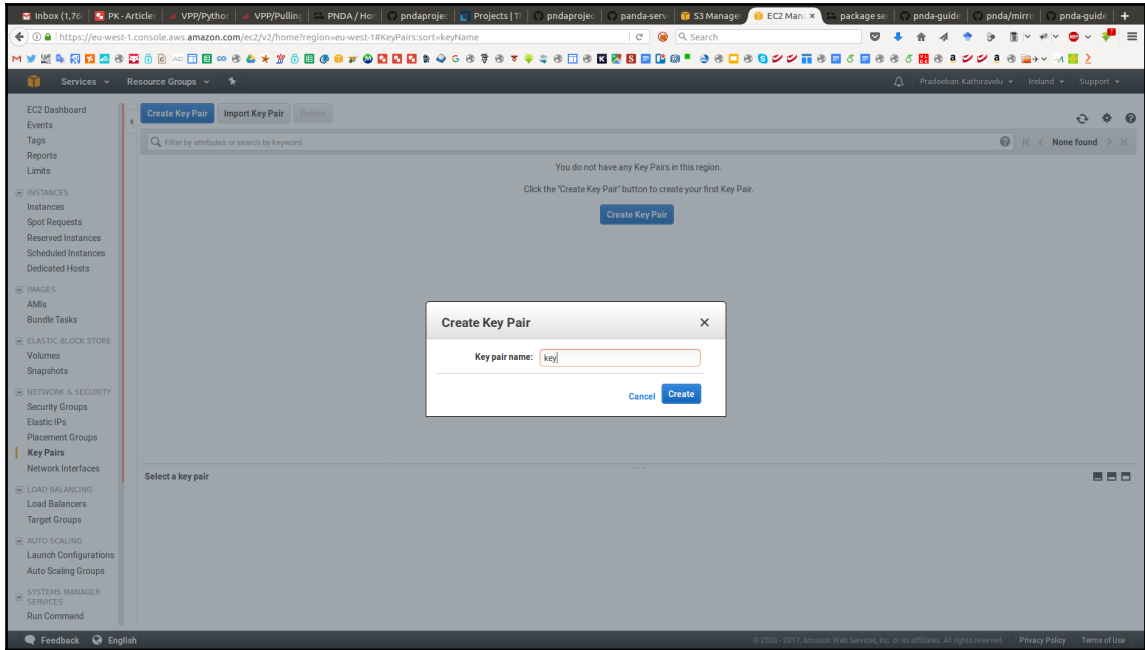 Inbox (1,76
PK - Article
VPP/Pytho
VPP/Pulling
PNDA / Ho
pndaprojec
Projects | T
pndaprojec
panda-serv
S3 Manage
EC2 Man
package se
pnda-guide
pnda/mirro
pnda-guide
https://eu-west-1.console.aws.amazon.com/ec2/v2/home?region=eu-west-1#KeyPairs:sort=keyName
Search
Services
Resource Groups
Pradeeban Kathiravelu
Ireland
Support
EC2 Dashboard
Events
Tags
Reports
Limits
INSTANCES
Instances
Spot Requests
Reserved Instances
Scheduled Instances
Dedicated Hosts
IMAGES
AMIs
Bundle Tasks
ELASTIC BLOCK STORE
Volumes
Snapshots
NETWORK & SECURITY
Security Groups
Elastic IPs
Placement Groups
Key Pairs
Network Interfaces
LOAD BALANCING
Load Balancers
Target Groups
AUTO SCALING
Launch Configurations
Auto Scaling Groups
SYSTEMS MANAGER
SERVICES
Run Command
Create Key Pair
Import Key Pair
Delete
Filter by attributes or search by keyword
None found
You do not have any Key Pairs in this region.
Click the "Create Key Pair" button to create your first Key Pair.
Create Key Pair
Create Key Pair
Key pair name: key
Cancel
Create
Select a key pair
Feedback
English
© 2008 - 2017, Amazon Web Services, Inc. or its affiliates. All rights reserved.
Privacy Policy
Terms of Use